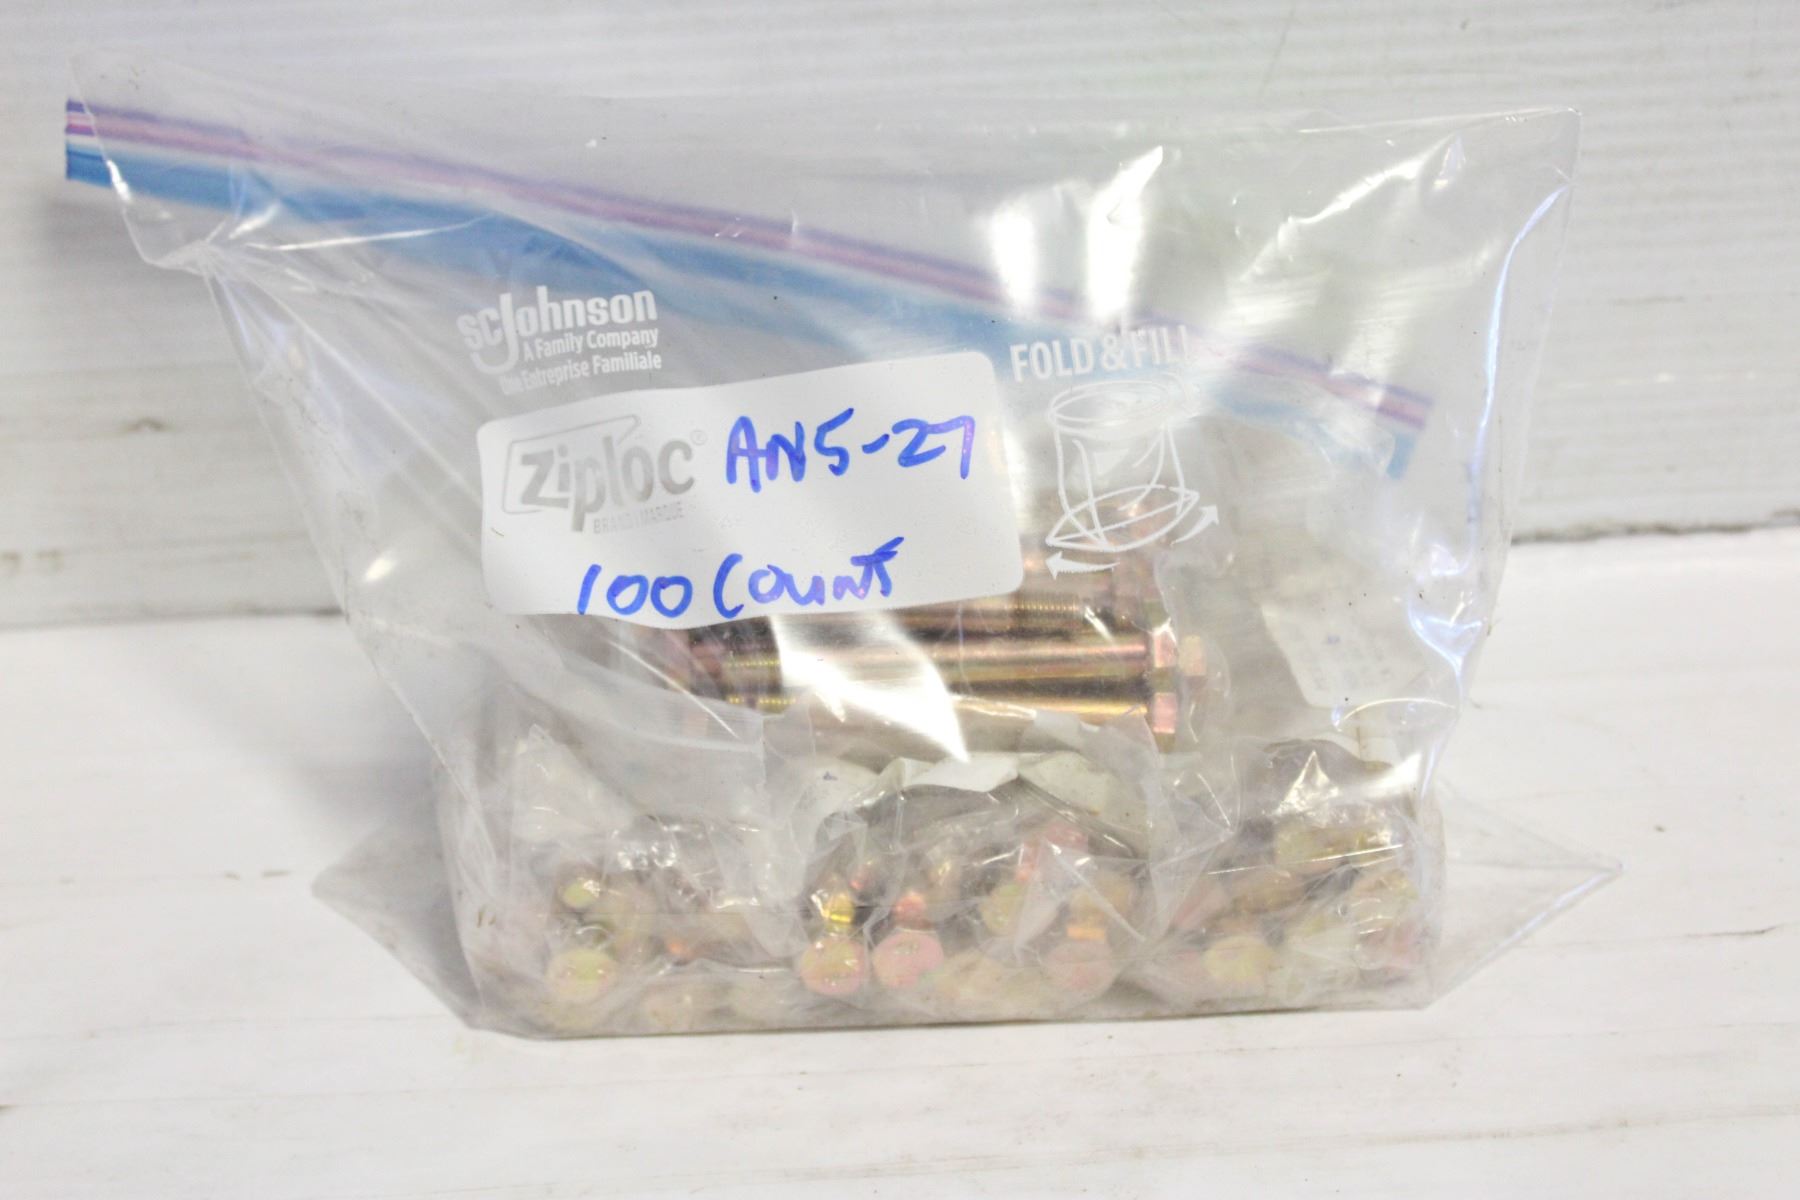 scjohnson
A Family Company
Une Entreprise Familiale
FOLD & FILL
Ziploc®
BRAND | MARQUE
AN5-27
100 Count